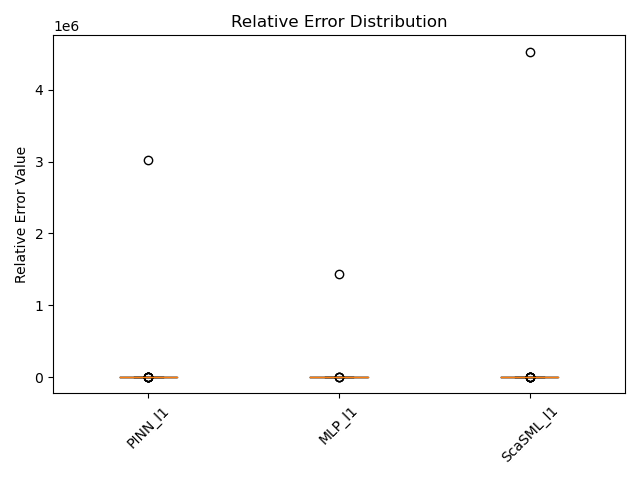 Relative Error Distribution
1e6
Relative Error Value
4
3
2
1
0
PINN_l1
MLP_l1
ScaSML_l1